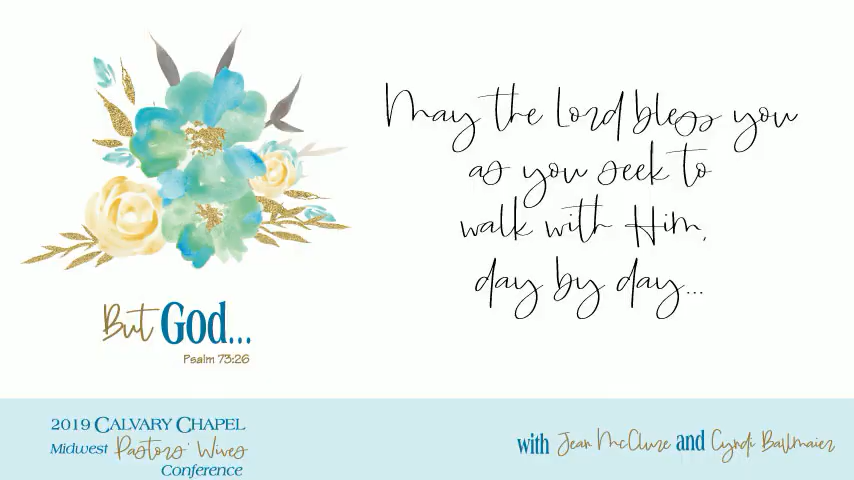 May the Lord bless you
as you seek to
walk with Him,
day by day...
But God...
Psalm 73:26
2019 CALVARY CHAPEL
Midwest Pastors' Wives
Conference
with Jean McClure and Cyndi Ballmaier